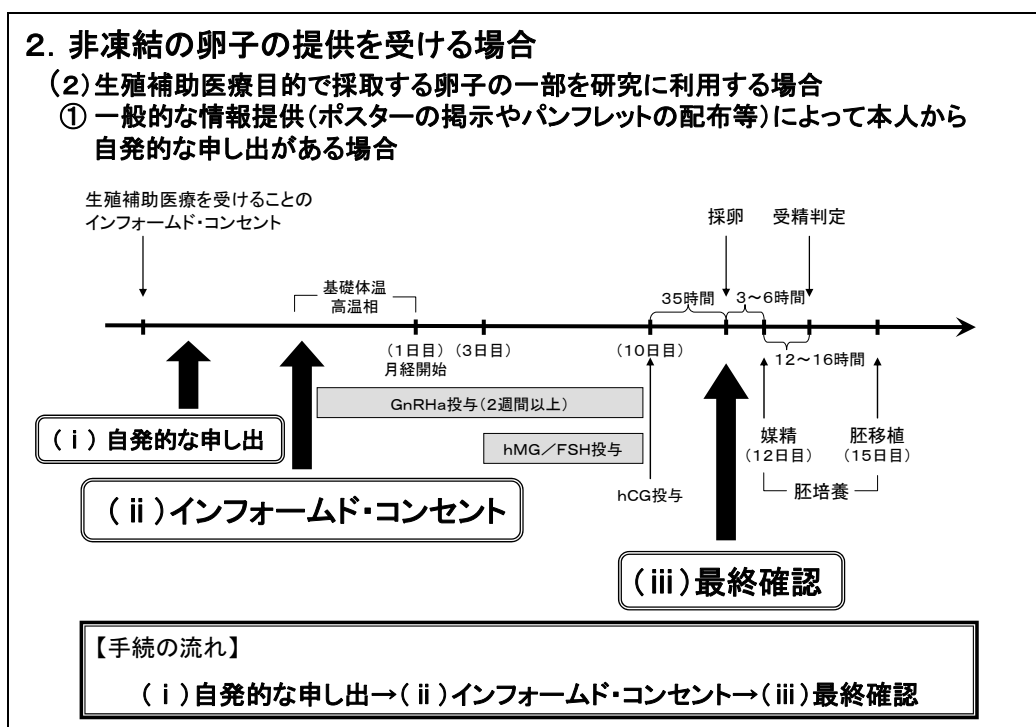 ２．非凍結の卵子の提供を受ける場合
（２）生殖補助医療目的で採取する卵子の一部を研究に利用する場合
① 一般的な情報提供（ポスターの掲示やパンフレットの配布等）によって本人から
自発的な申し出がある場合
生殖補助医療を受けることの
インフォームド・コンセント
採卵
受精判定
基礎体温
高温相
35時間
3～6時間
（1日目）
月経開始
（3日目）
（10日目）
12～16時間
GnRHa投与（2週間以上）
hMG／FSH投与
（ⅰ）自発的な申し出
媒精
（12日目）
胚移植
（15日目）
hCG投与
胚培養
（ⅱ）インフォームド・コンセント
（ⅲ）最終確認
【手続の流れ】
（ⅰ）自発的な申し出→（ⅱ）インフォームド・コンセント→（ⅲ）最終確認